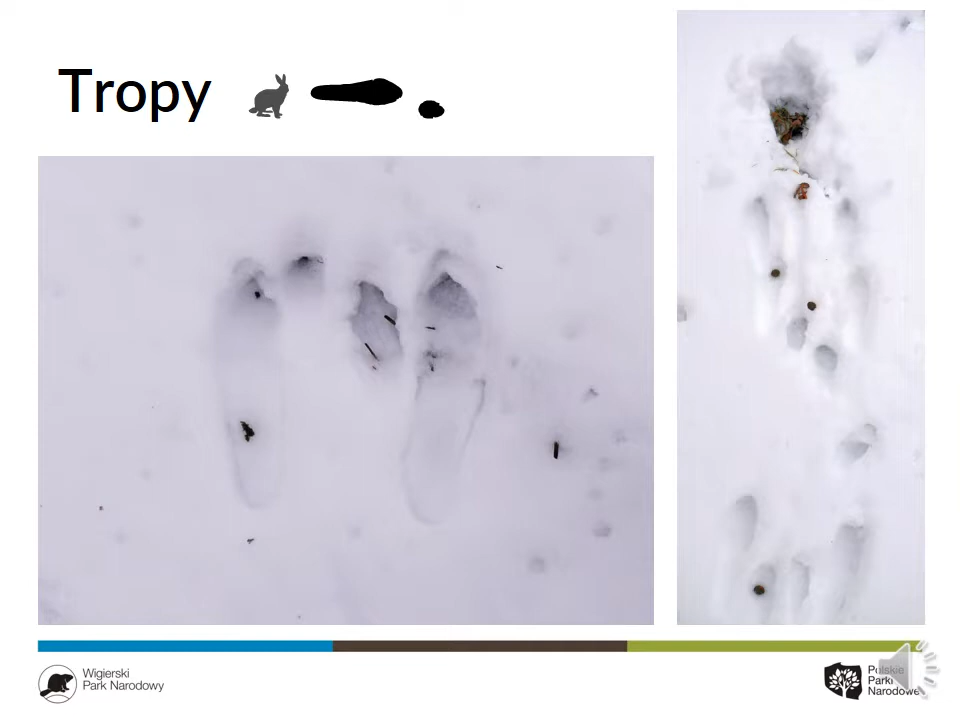 Tropy
Wigierski
Park Narodowy
Polskie
Parki
Narodowe